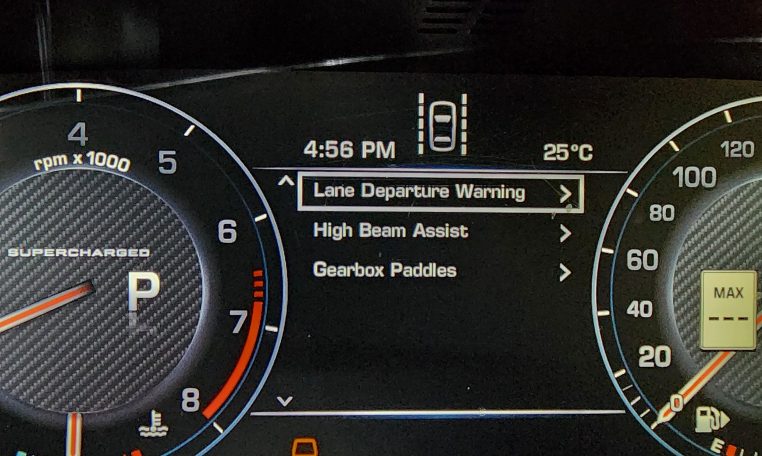 4:56 PM
25°C
Lane Departure Warning
High Beam Assist
Gearbox Paddles
4
rpm x 1000
5
6
7
8
SUPERCHARGED
P
120
100
80
60
40
20
0
MAX
---
E